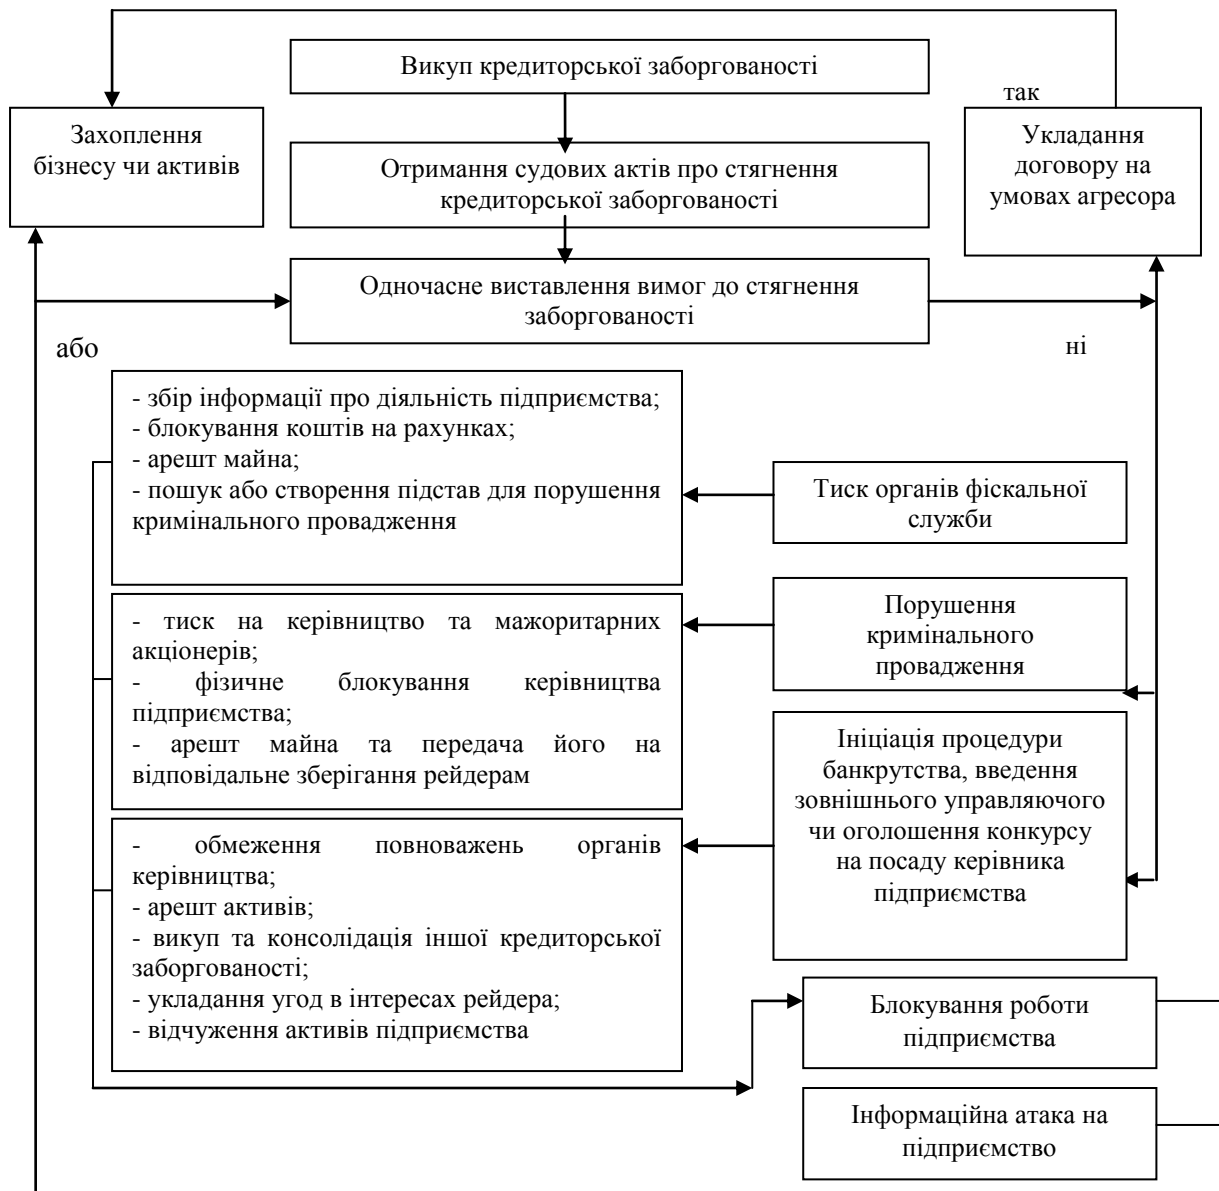 Викуп кредиторської заборгованості
так
Захоплення
бізнесу чи активів
Отримання судових актів про стягнення
кредиторської заборгованості
Укладання
договору на
умовах агресора
Одночасне виставлення вимог до стягнення
заборгованості
або
ні
- збір інформації про діяльність підприємства;
- блокування коштів на рахунках;
- арешт майна;
- пошук або створення підстав для порушення
кримінального провадження
Тиск органів фіскальної
служби
- тиск на керівництво та мажоритарних
акціонерів;
- фізичне блокування керівництва
підприємства;
- арешт майна та передача його на
відповідальне зберігання рейдерам
Порушення
кримінального
провадження
Ініціація процедури
банкрутства, введення
зовнішнього управляючого
чи оголошення конкурсу
на посаду керівника
підприємства
- обмеження повноважень органів
керівництва;
- арешт активів;
- викуп та консолідація іншої кредиторської
заборгованості;
- укладання угод в інтересах рейдера;
- відчуження активів підприємства
Блокування роботи
підприємства
Інформаційна атака на
підприємство